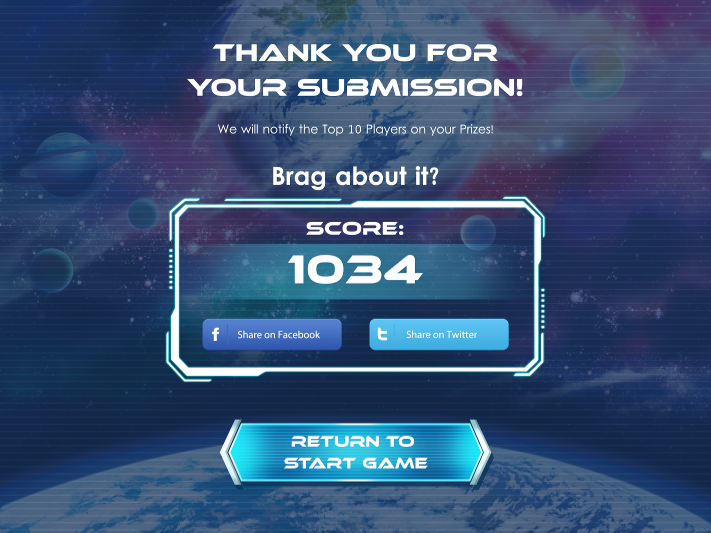 THANK YOU FOR
YOUR SUBMISSION!
We will notify the Top 10 Players on your Prizes!
Brag about it?
SCORE:
1034
f Share on Facebook
t Share on Twitter
RETURN TO
START GAME